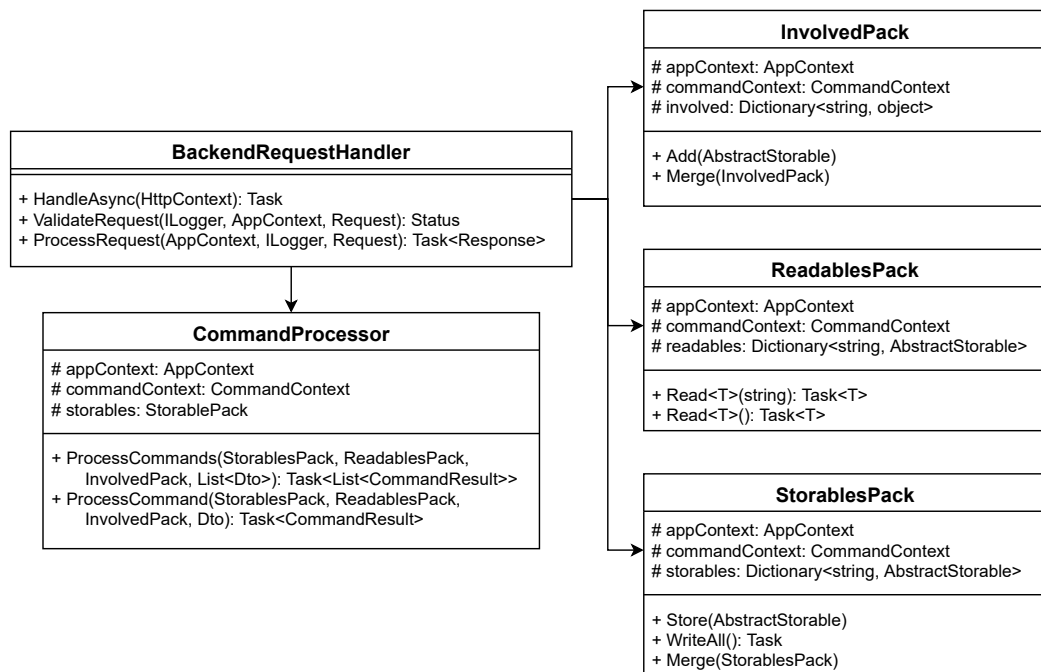 BackendRequestHandler
+ HandleAsync(HttpContext): Task
+ ValidateRequest(ILogger, AppContext, Request): Status
+ ProcessRequest(AppContext, ILogger, Request): Task<Response>
CommandProcessor
# appContext: AppContext
# commandContext: CommandContext
# storables: StorablePack
+ ProcessCommands(StorablesPack, ReadablesPack,
InvolvedPack, List<Dto>): Task<List<CommandResult>>
+ ProcessCommand(StorablesPack, ReadablesPack,
InvolvedPack, Dto): Task<CommandResult>
InvolvedPack
# appContext: AppContext
# commandContext: CommandContext
# involved: Dictionary<string, object>
+ Add(AbstractStorable)
+ Merge(InvolvedPack)
ReadablesPack
# appContext: AppContext
# commandContext: CommandContext
# readables: Dictionary<string, AbstractStorable>
+ Read<T>(string): Task<T>
+ Read<T>(): Task<T>
StorablesPack
# appContext: AppContext
# commandContext: CommandContext
# storables: Dictionary<string, AbstractStorable>
+ Store(AbstractStorable)
+ WriteAll(): Task
+ Merge(StorablesPack)